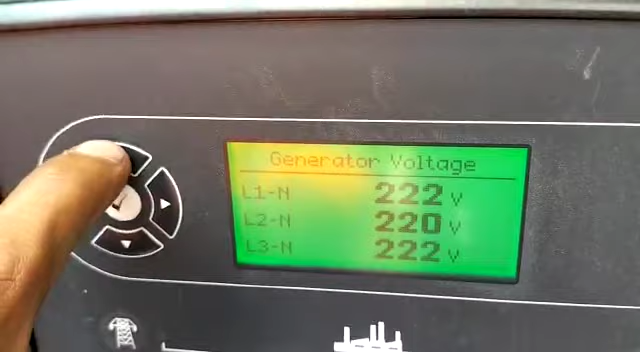 Generator Voltage
L1-N 222 V
L2-N 220 V
L3-N 222 V